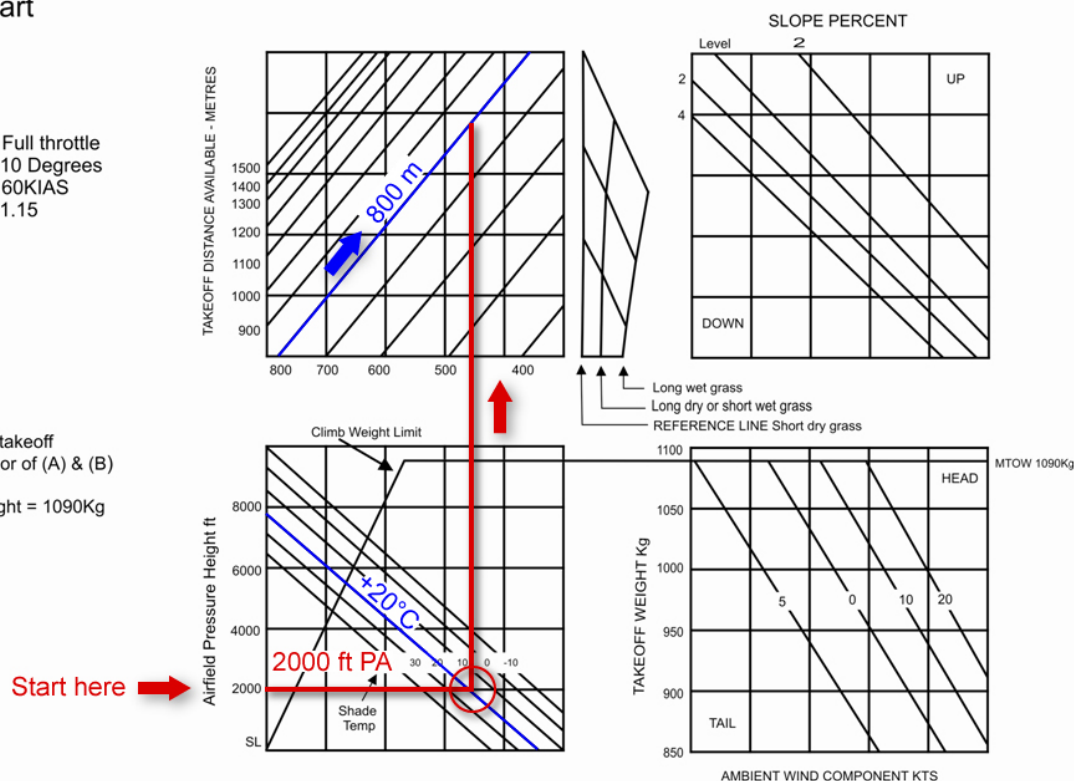 art
SLOPE PERCENT
Level
2
2
4
UP
DOWN
Full throttle
10 Degrees
60KIAS
1.15
TAKEOFF DISTANCE AVAILABLE - METRES
1500
1400
1300
1200
1100
1000
900
800 m
800
700
600
500
400
Long wet grass
Long dry or short wet grass
REFERENCE LINE Short dry grass
takeoff
or of (A) & (B)
ght = 1090Kg
Climb Weight Limit
Airfield Pressure Height ft
8000
6000
4000
2000
SL
+20°C
2000 ft PA
30
20
10
0
-10
Start here
Shade
Temp
TAKEOFF WEIGHT Kg
1100
1050
1000
950
900
850
HEAD
MTOW 1090Kg
5
0
10
20
TAIL
AMBIENT WIND COMPONENT KTS